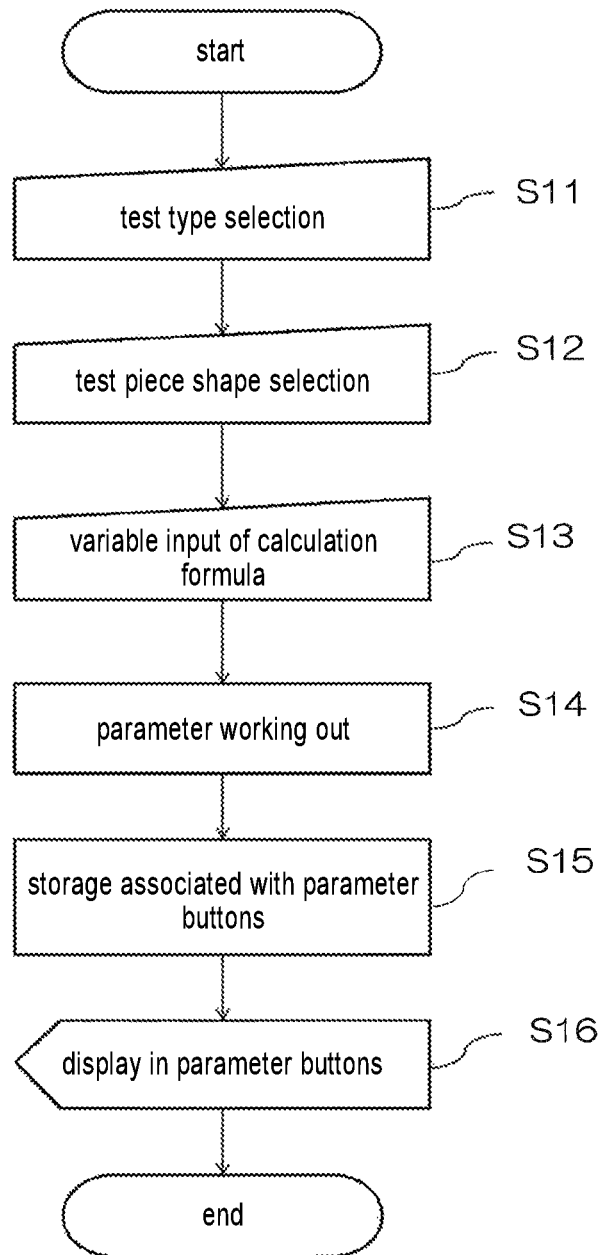 start
test type selection
S11
test piece shape selection
S12
variable input of calculation
formula
S13
parameter working out
S14
storage associated with parameter
buttons
S15
display in parameter buttons
S16
end